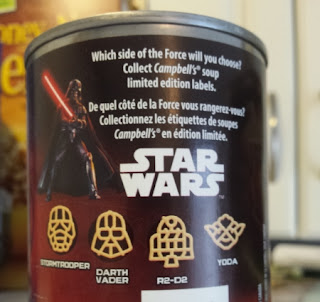 Which side of the Force will you choose?
Collect Campbell's® soup
limited edition labels.
De quel côté de la Force vous rangerez-vous?
Collectionnez les étiquettes de soupes
Campbell's® en édition limitée.
STAR
WARS
STORMTROOPER
DARTH
VADER
R2-D2
YODA